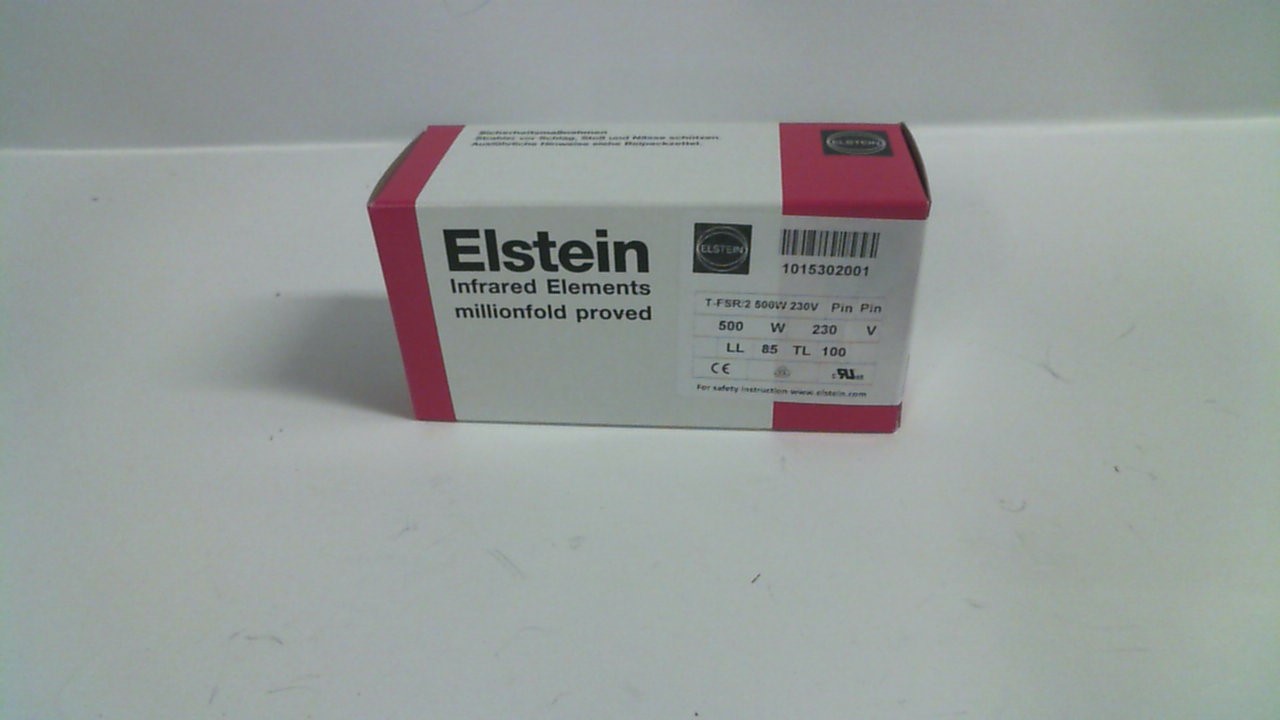 Sicherheitsmaßnahmen
Strahler vor Schlag, Stoß und Nässe schützen.
Ausführliche Hinweise siehe Beipackzettel.
ELSTEIN
Elstein
Infrared Elements
millionfold proved
ELSTEIN
1015302001
T-FSR/2 500W 230V Pin Pin
500 W 230 V
LL 85 TL 100
CE
For safety instruction www.elstein.com